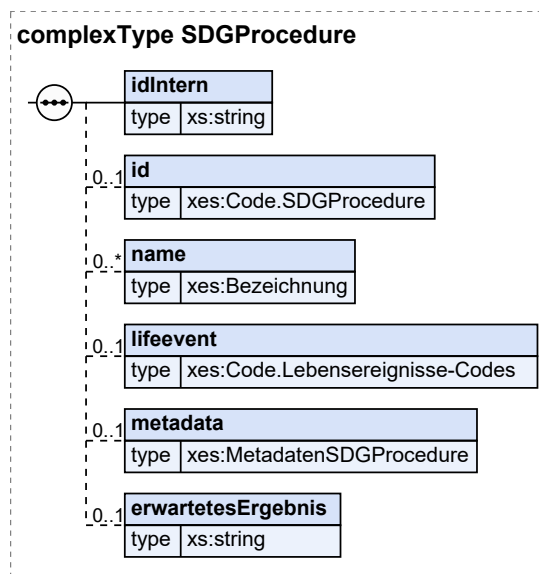 complexType SDGProcedure
idIntern
type xs:string
0..1 id
type xes:Code.SDGProcedure
0..* name
type xes:Bezeichnung
0..1 lifeevent
type xes:Code.Lebensereignisse-Codes
0..1 metadata
type xes:MetadatenSDGProcedure
0..1 erwartetesErgebnis
type xs:string